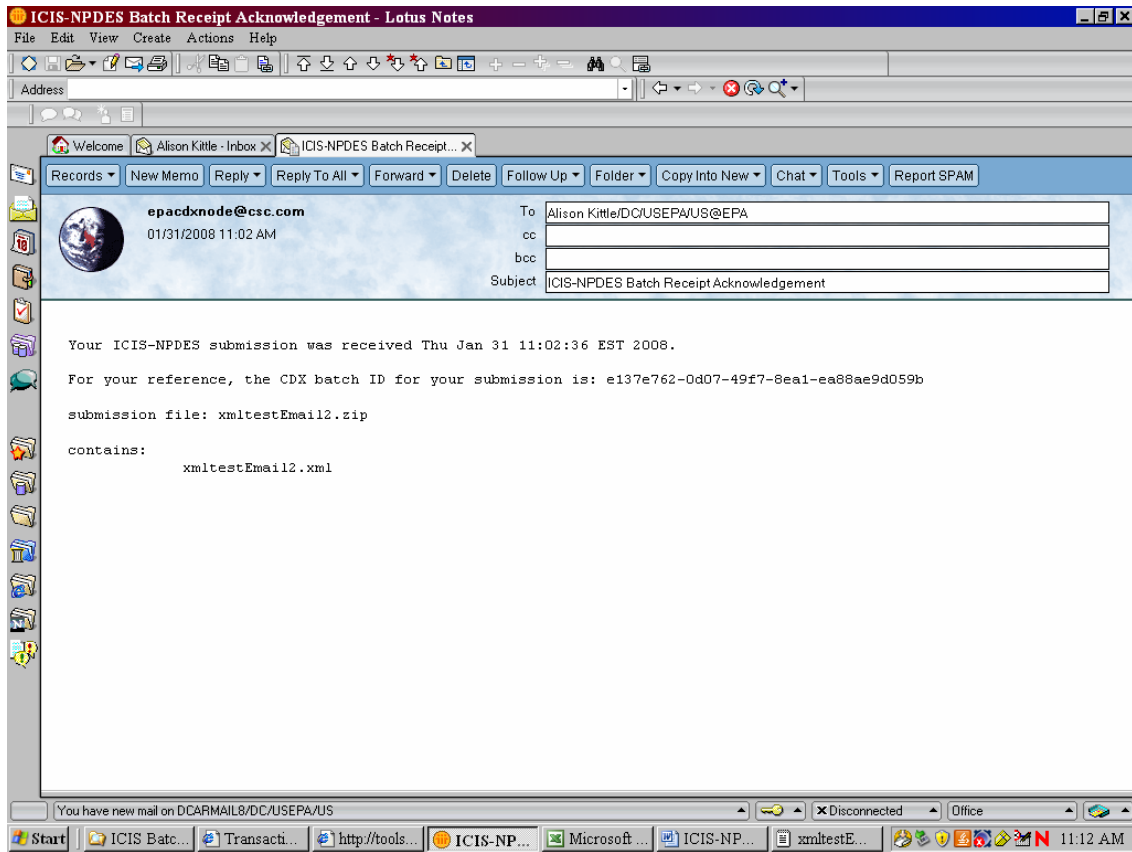 ICIS-NPDES Batch Receipt Acknowledgement - Lotus Notes
File Edit View Create Actions Help
Address
Welcome Alison Kittle - Inbox ICIS-NPDES Batch Receipt...
Records New Memo Reply Reply To All Forward Delete Follow Up Folder Copy Into New Chat Tools Report SPAM
epacdxnode@csc.com
01/31/2008 11:02 AM
To Alison Kittle/DC/USEPA/US@EPA
cc
bcc
Subject ICIS-NPDES Batch Receipt Acknowledgement
Your ICIS-NPDES submission was received Thu Jan 31 11:02:36 EST 2008.
For your reference, the CDX batch ID for your submission is: e137e762-0d07-49f7-8ea1-ea88ae9d059b
submission file: xmltestEmail2.zip
contains:
xmltestEmail2.xml
You have new mail on DCARMAIL8/DC/USEPA/US
Disconnected Office
Start ICIS Batc... Transacti... http://tools... ICIS-NP... Microsoft ... ICIS-NP... xmltestE... N 11:12 AM